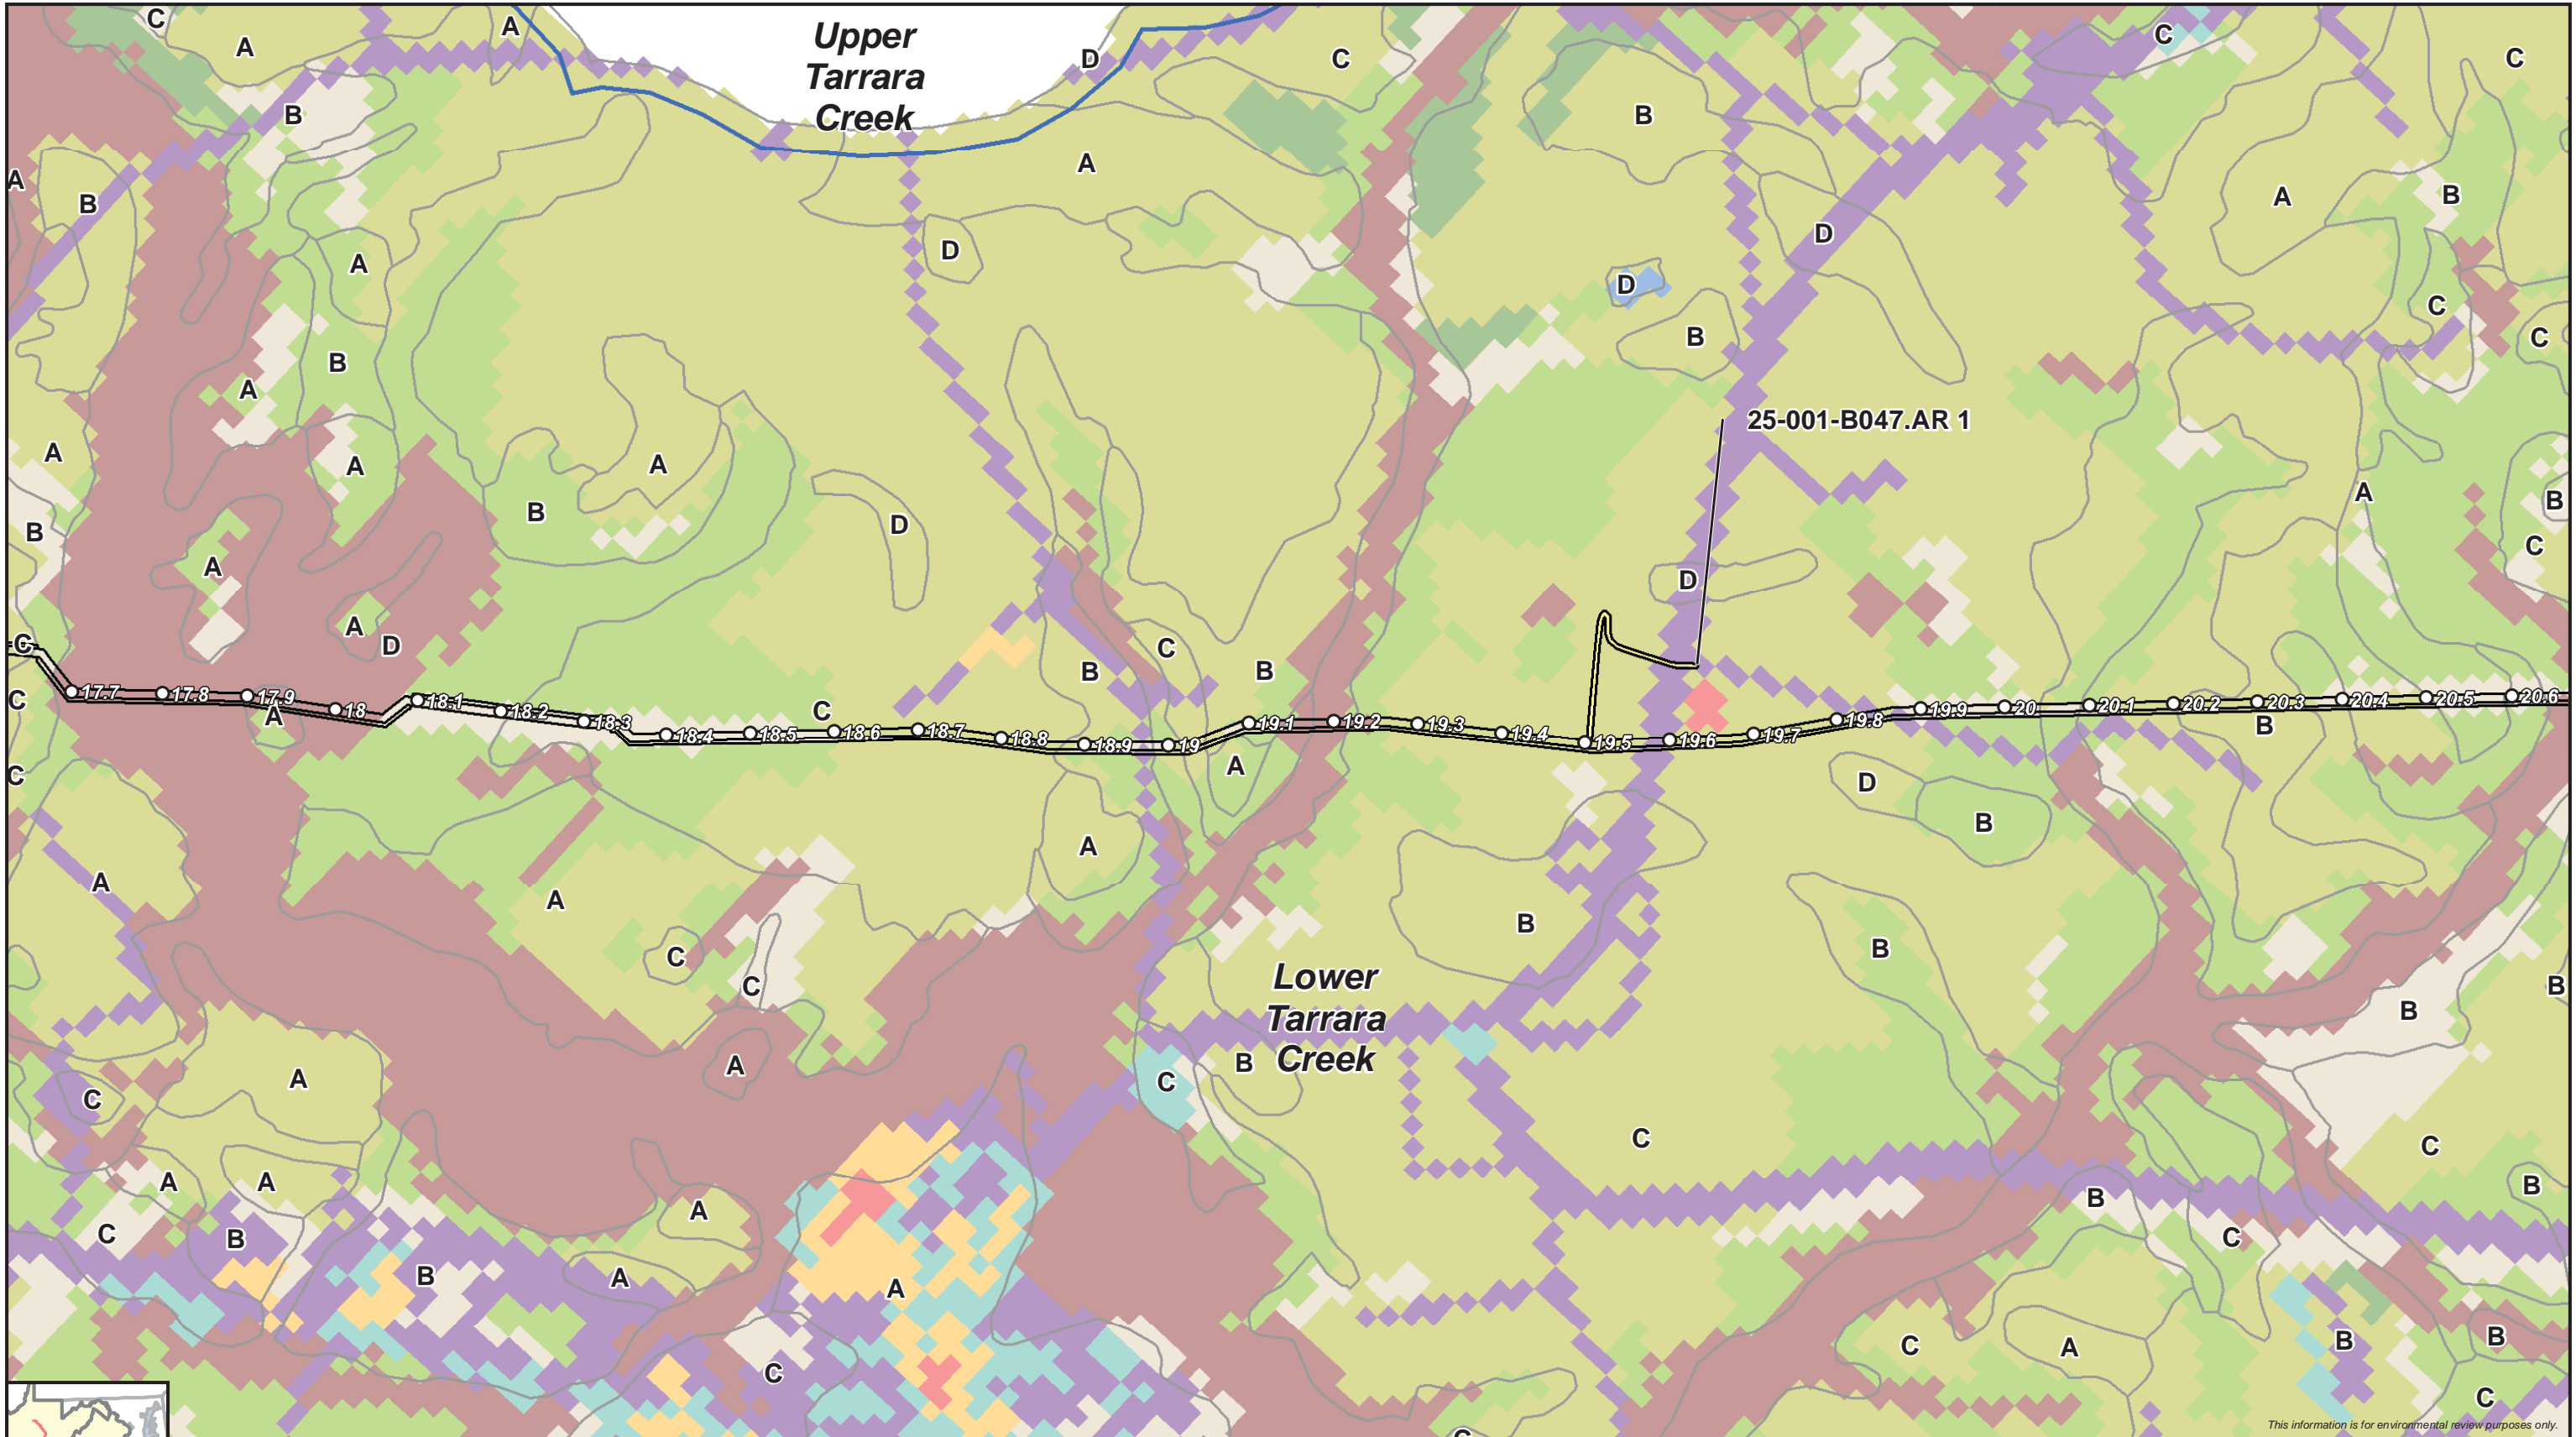 Upper
Tarrara
Creek
C
A
A
D
C
C
C
B
B
A
B
A
A
B
D
D
A
B
A
D
C
B
B
C
A
25-001-B047.AR 1
A
A
A
B
B
D
A
B
C
A
D
A
D
C
B
B
C
17.7
17.8
17.9
18
18.1
18.2
18.3
18.4
18.5
18.6
18.7
18.8
18.9
19
19.1
19.2
19.3
19.4
19.5
19.6
19.7
19.8
19.9
20
20.1
20.2
20.3
20.4
20.5
20.6
C
A
C
B
C
A
D
B
A
A
A
B
B
C
C
Lower
Tarrara
Creek
B
B
A
B
C
A
C
C
C
A
A
B
B
A
C
B
C
B
A
A
C
A
B
B
C
C
This information is for environmental review purposes only.